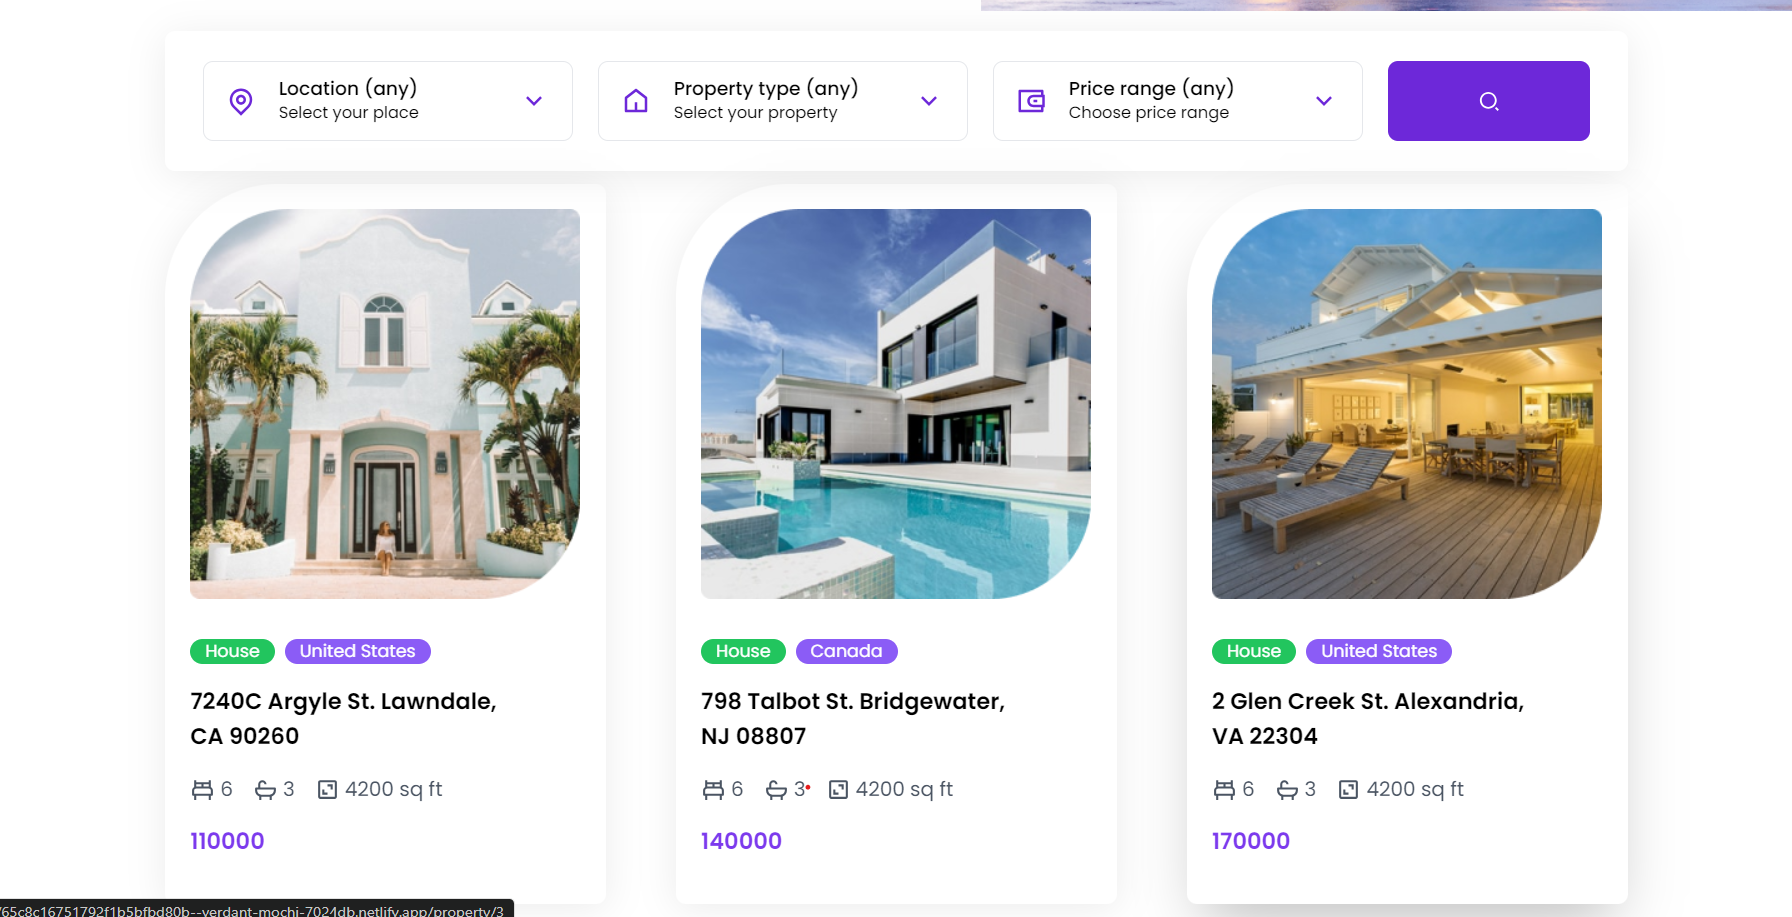 Location (any)
Select your place
Property type (any)
Select your property
Price range (any)
Choose price range
House
United States
7240C Argyle St. Lawndale,
CA 90260
6 3 4200 sq ft
110000
House
Canada
798 Talbot St. Bridgewater,
NJ 08807
6 3 4200 sq ft
140000
House
United States
2 Glen Creek St. Alexandria,
VA 22304
6 3 4200 sq ft
170000
/65c8c16751792f1b5bfbd80b--verdant-mochi-7024db.netlify.app/property/3